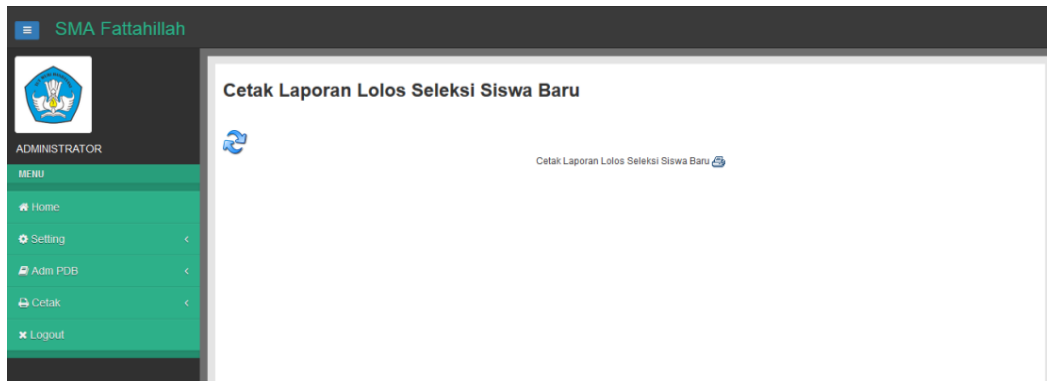 SMA Fattahillah
ADMINISTRATOR
MENU
Home
Setting
Adm PDB
Cetak
Logout
Cetak Laporan Lolos Seleksi Siswa Baru
Cetak Laporan Lolos Seleksi Siswa Baru